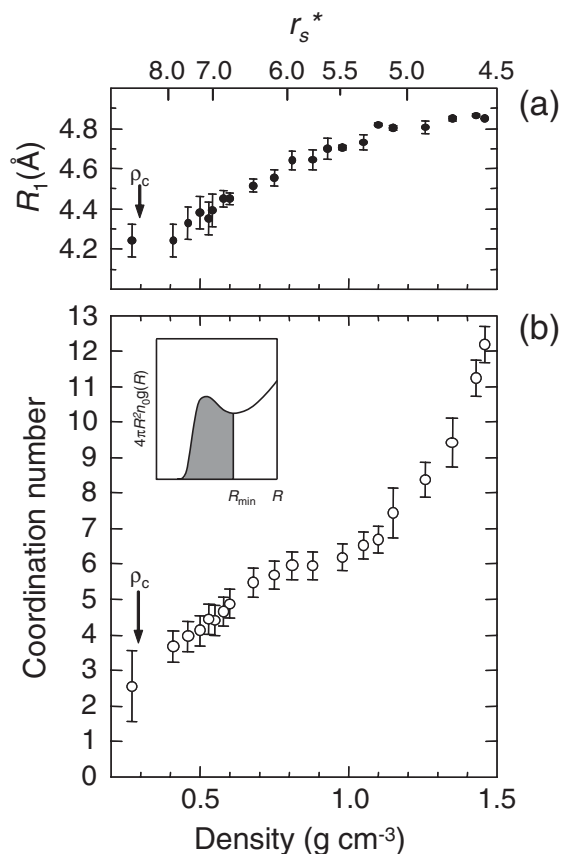 r_s*
8.0 7.0 6.0 5.5 5.0 4.5
(a)
R₁(Å)
4.8
4.6
4.4
4.2
ρ_c
(b)
Coordination number
13
12
11
10
9
8
7
6
5
4
3
2
1
0
4πR²n₀g(R)
R_min R
ρ_c
0.5 1.0 1.5
Density (g cm⁻³)